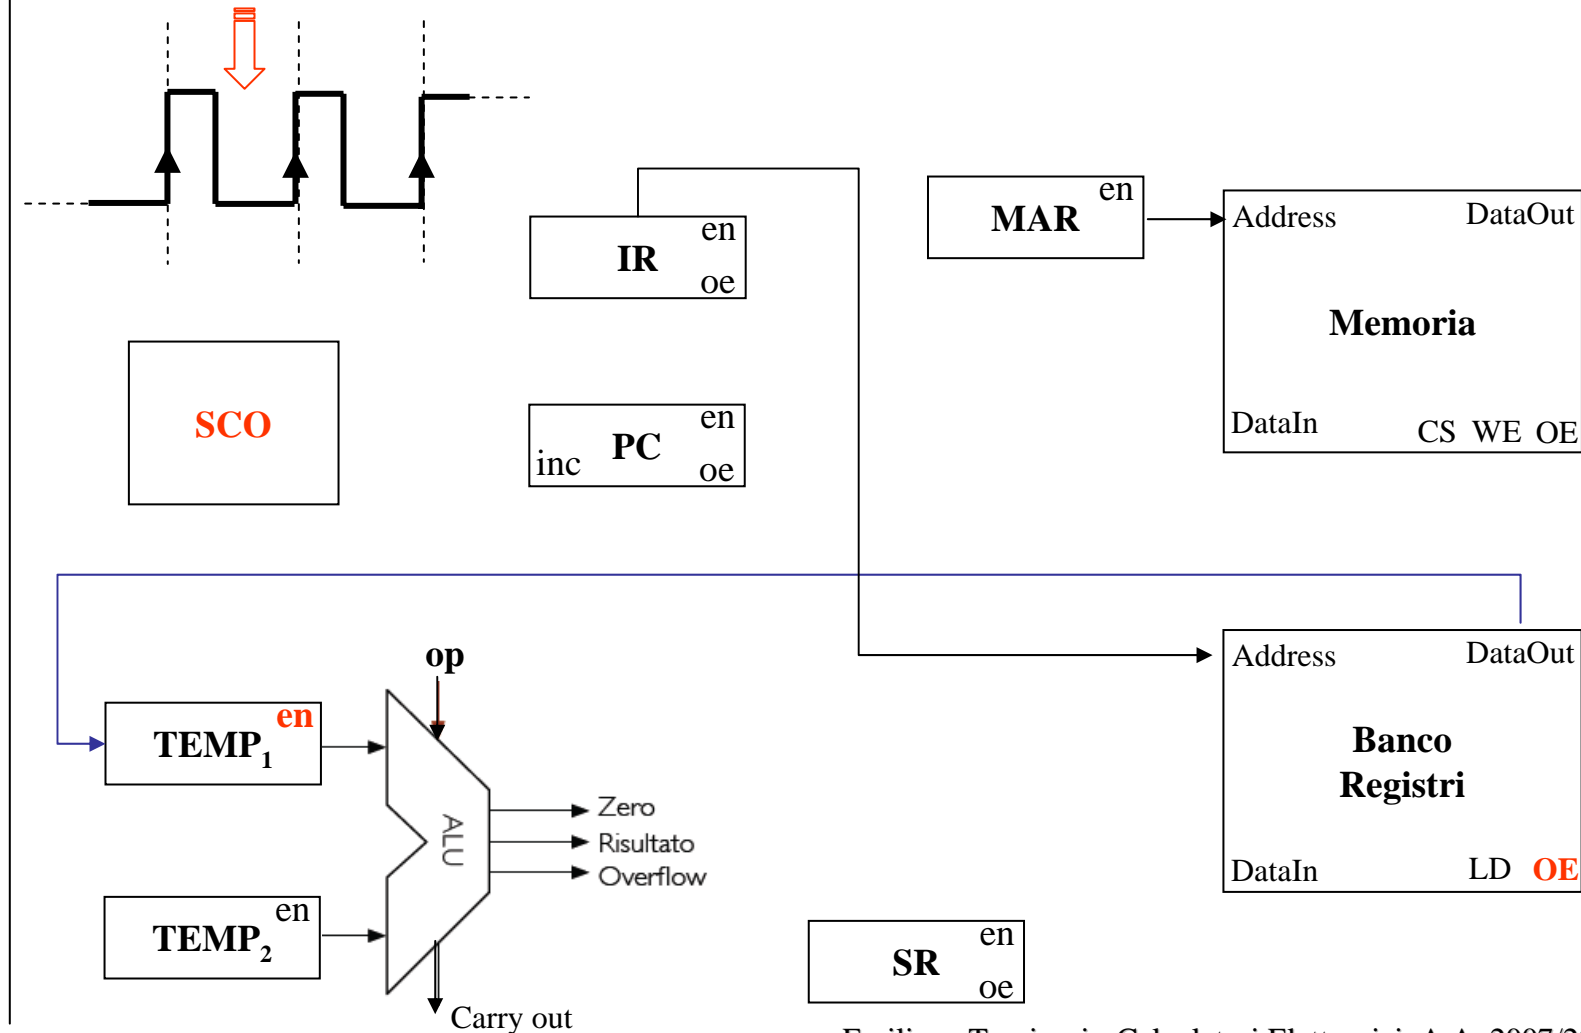 en
MAR
Address DataOut
en
IR
oe
Memoria
SCO
en
inc PC
oe
DataIn CS WE OE
op
Address DataOut
en
TEMP1
Banco
Registri
Zero
ALU
Risultato
Overflow
DataIn LD OE
en
TEMP2
en
SR
oe
Carry out